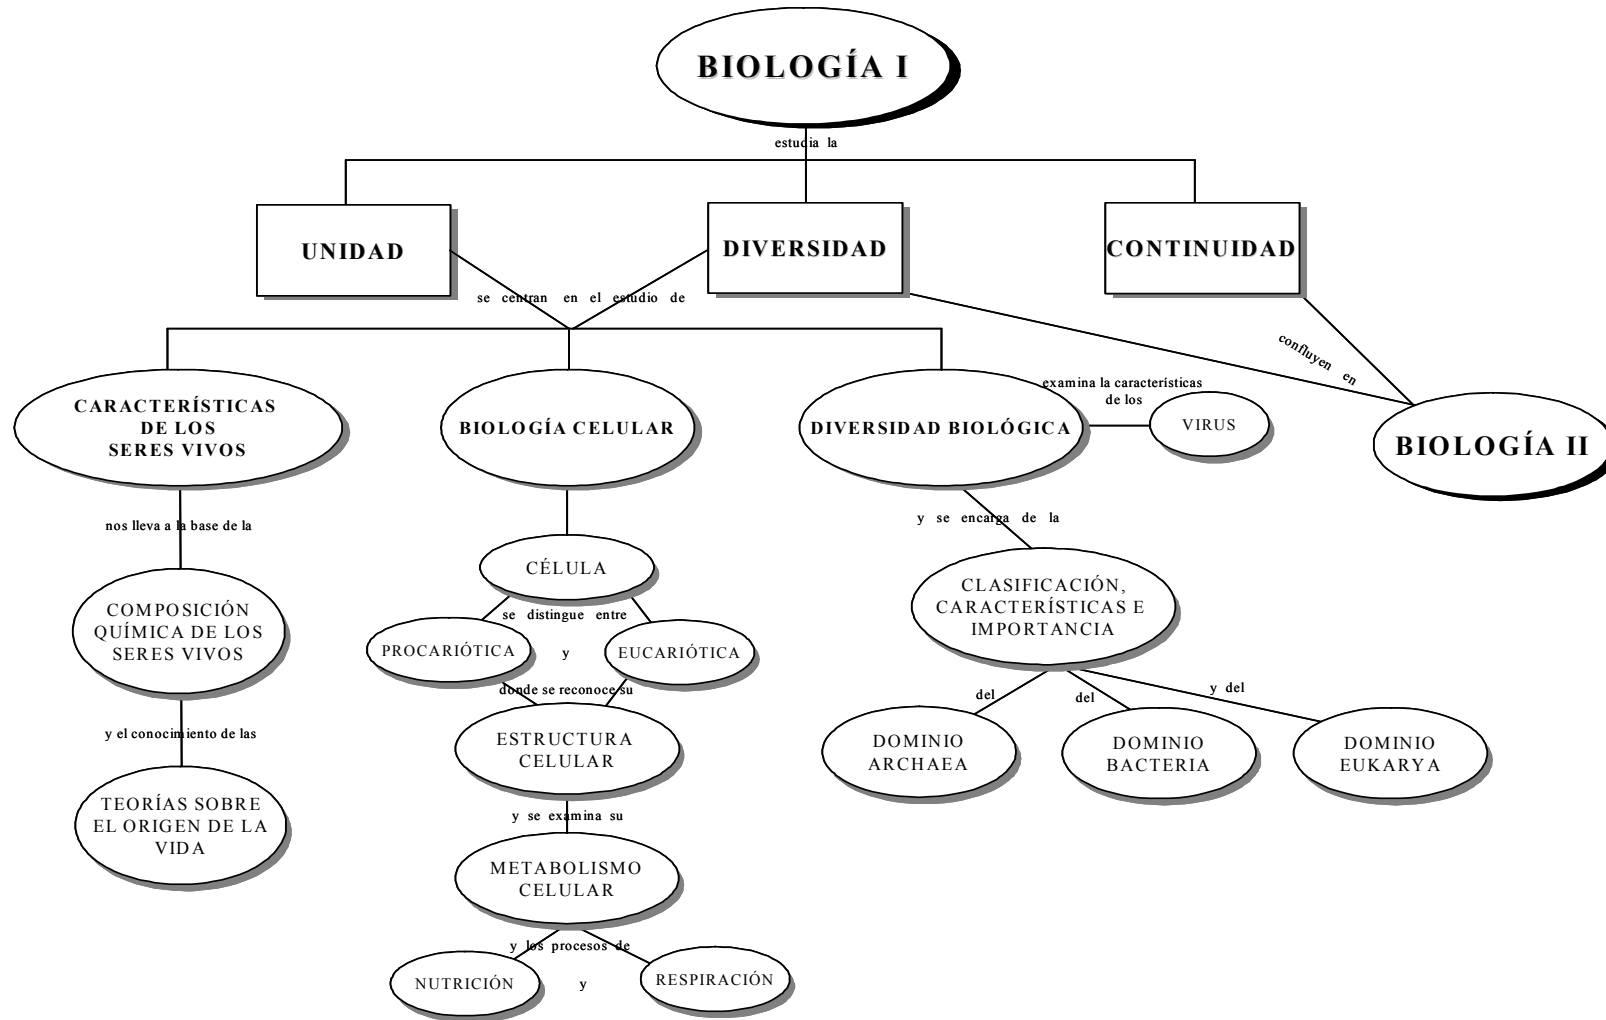 BIOLOGÍA I
estudia la
UNIDAD
DIVERSIDAD
CONTINUIDAD
se centran en el estudio de
confluyen en
BIOLOGÍA II
CARACTERÍSTICAS
DE LOS
SERES VIVOS
BIOLOGÍA CELULAR
DIVERSIDAD BIOLÓGICA
examina la características
de los
VIRUS
nos lleva a la base de la
COMPOSICIÓN
QUÍMICA DE LOS
SERES VIVOS
y el conocimiento de las
TEORÍAS SOBRE
EL ORIGEN DE LA
VIDA
CÉLULA
se distingue entre
PROCARIÓTICA
y
EUCARIÓTICA
donde se reconoce su
ESTRUCTURA
CELULAR
y se examina su
METABOLISMO
CELULAR
y los procesos de
NUTRICIÓN
y
RESPIRACIÓN
y se encarga de la
CLASIFICACIÓN,
CARACTERÍSTICAS E
IMPORTANCIA
del
del
y del
DOMINIO
ARCHAEA
DOMINIO
BACTERIA
DOMINIO
EUKARYA